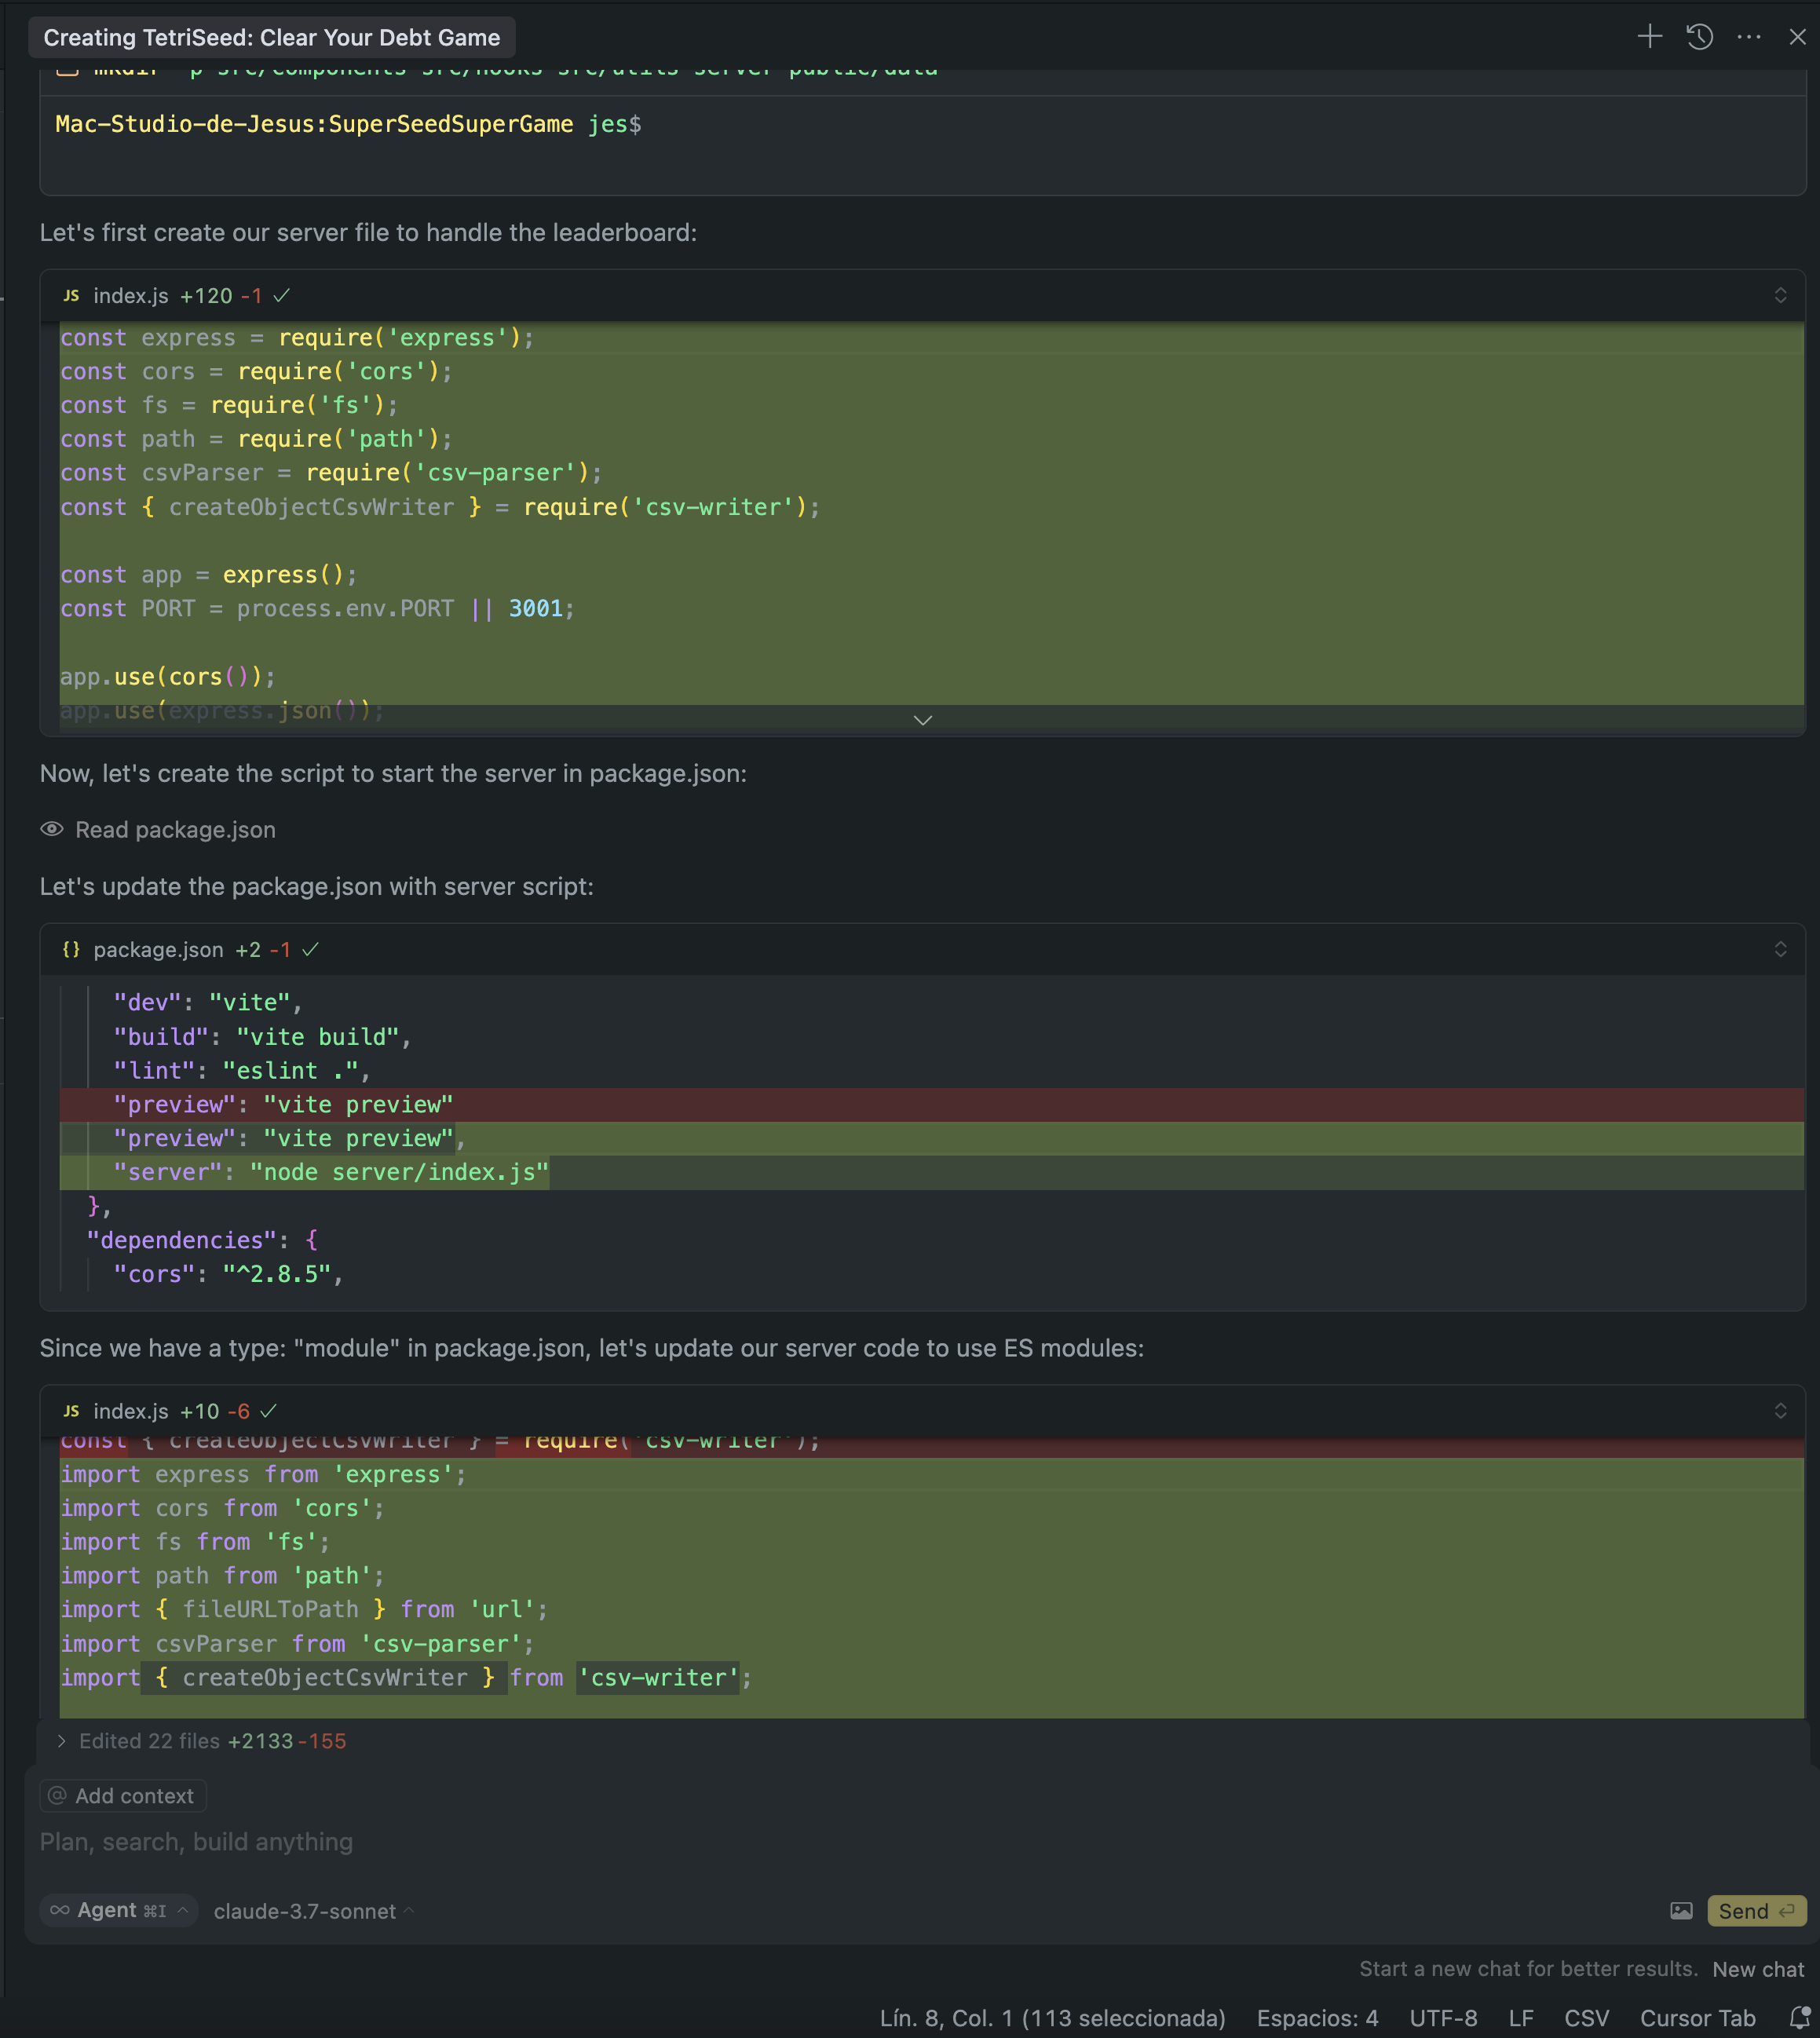 Creating TetriSeed: Clear Your Debt Game
mkdir -p src/components src/hooks src/utils server public/data
Mac-Studio-de-Jesus:SuperSeedSuperGame jes$
Let's first create our server file to handle the leaderboard:
JS index.js +120 -1
const express = require('express');
const cors = require('cors');
const fs = require('fs');
const path = require('path');
const csvParser = require('csv-parser');
const { createObjectCsvWriter } = require('csv-writer');
const app = express();
const PORT = process.env.PORT || 3001;
app.use(cors());
app.use(express.json());
Now, let's create the script to start the server in package.json:
Read package.json
Let's update the package.json with server script:
{} package.json +2 -1
"dev": "vite",
"build": "vite build",
"lint": "eslint .",
"preview": "vite preview"
"preview": "vite preview",
"server": "node server/index.js"
},
"dependencies": {
"cors": "^2.8.5",
Since we have a type: "module" in package.json, let's update our server code to use ES modules:
JS index.js +10 -6
const { createObjectCsvWriter } = require('csv-writer');
import express from 'express';
import cors from 'cors';
import fs from 'fs';
import path from 'path';
import { fileURLToPath } from 'url';
import csvParser from 'csv-parser';
import { createObjectCsvWriter } from 'csv-writer';
Edited 22 files +2133 -155
@ Add context
Plan, search, build anything
Agent ⌘I claude-3.7-sonnet Send
Start a new chat for better results. New chat
Lín. 8, Col. 1 (113 seleccionada) Espacios: 4 UTF-8 LF CSV Cursor Tab